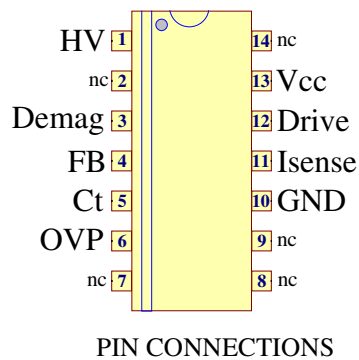 HV 1 14 nc
nc 2 13 Vcc
Demag 3 12 Drive
FB 4 11 Isense
Ct 5 10 GND
OVP 6 9 nc
nc 7 8 nc
PIN CONNECTIONS